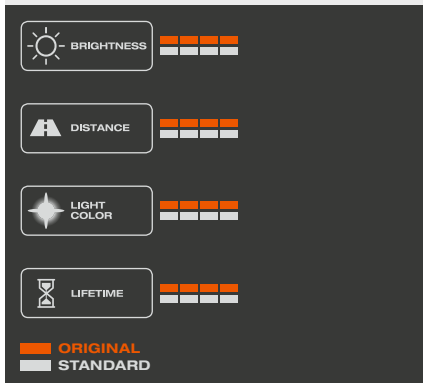 BRIGHTNESS
DISTANCE
LIGHT
COLOR
LIFETIME
ORIGINAL
STANDARD